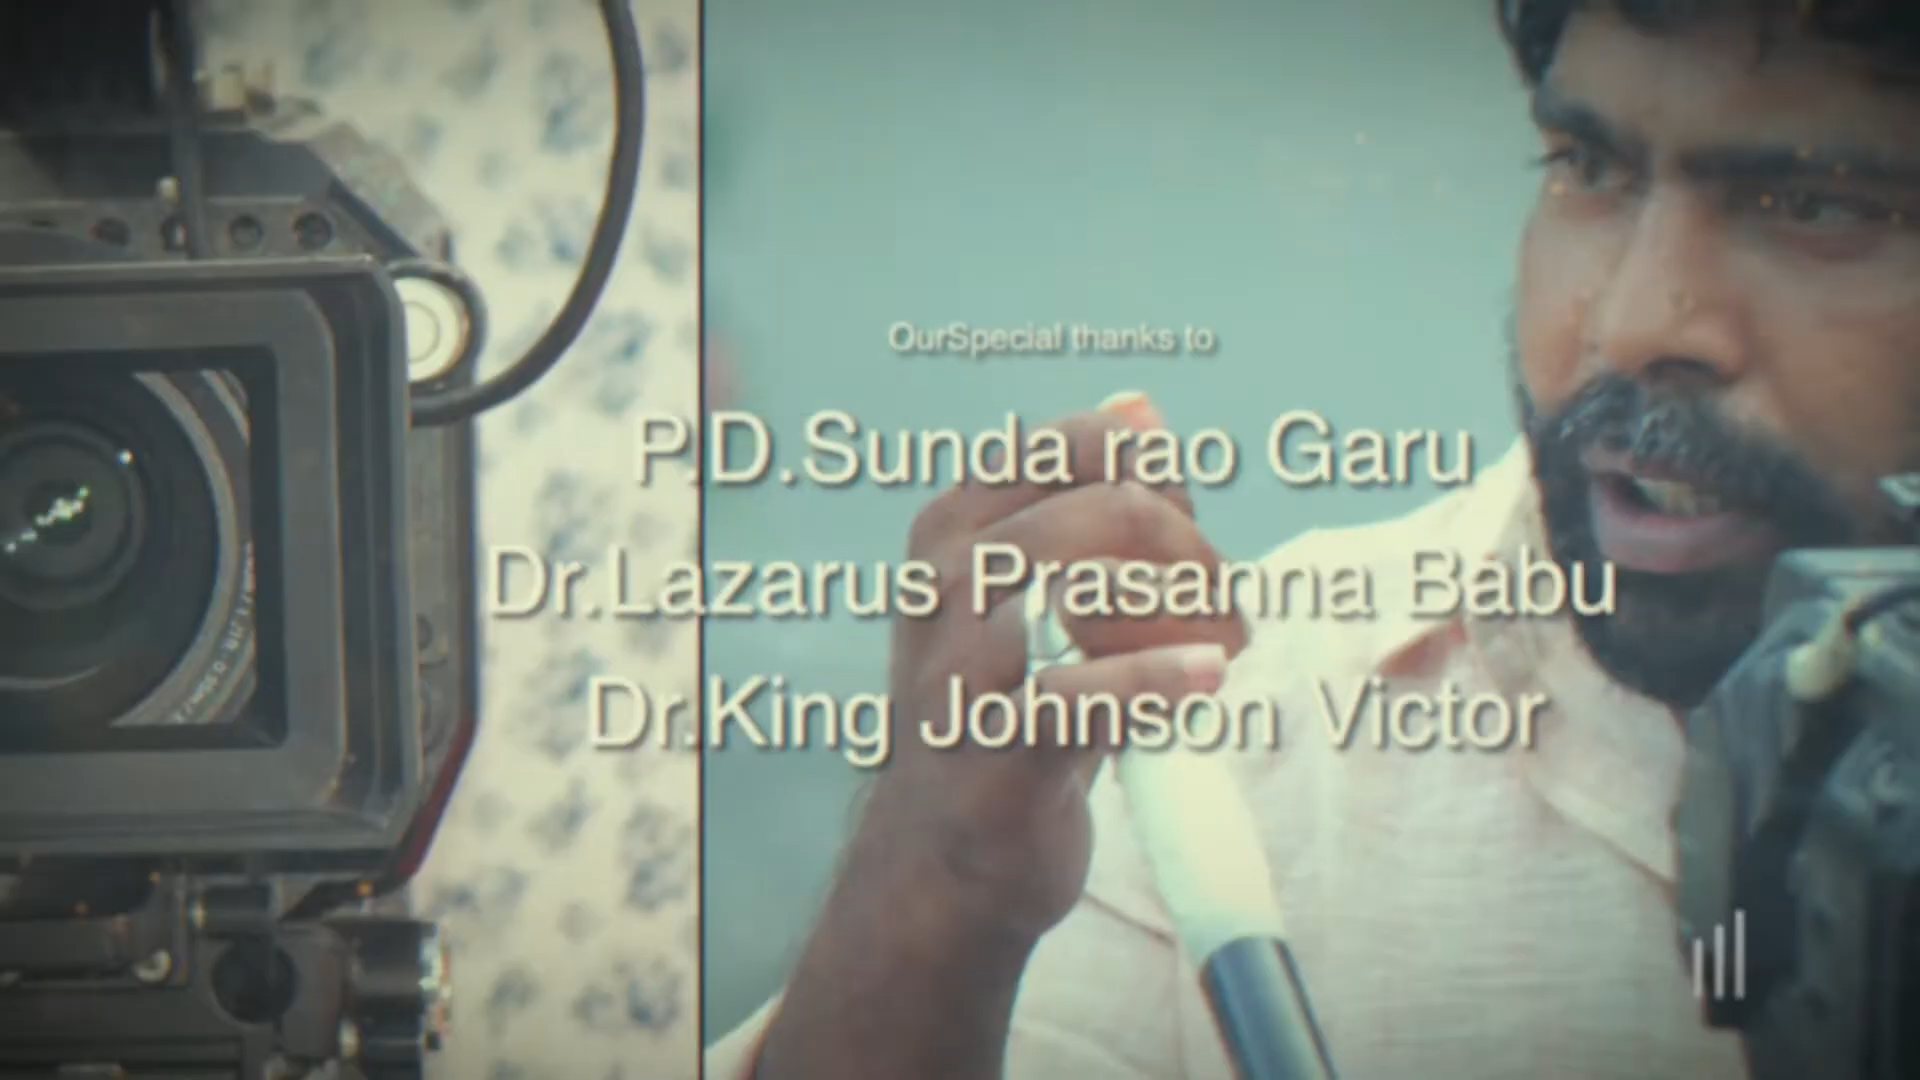 OurSpecial thanks to
P.D.Sunda rao Garu
Dr.Lazarus Prasanna Babu
Dr.King Johnson Victor